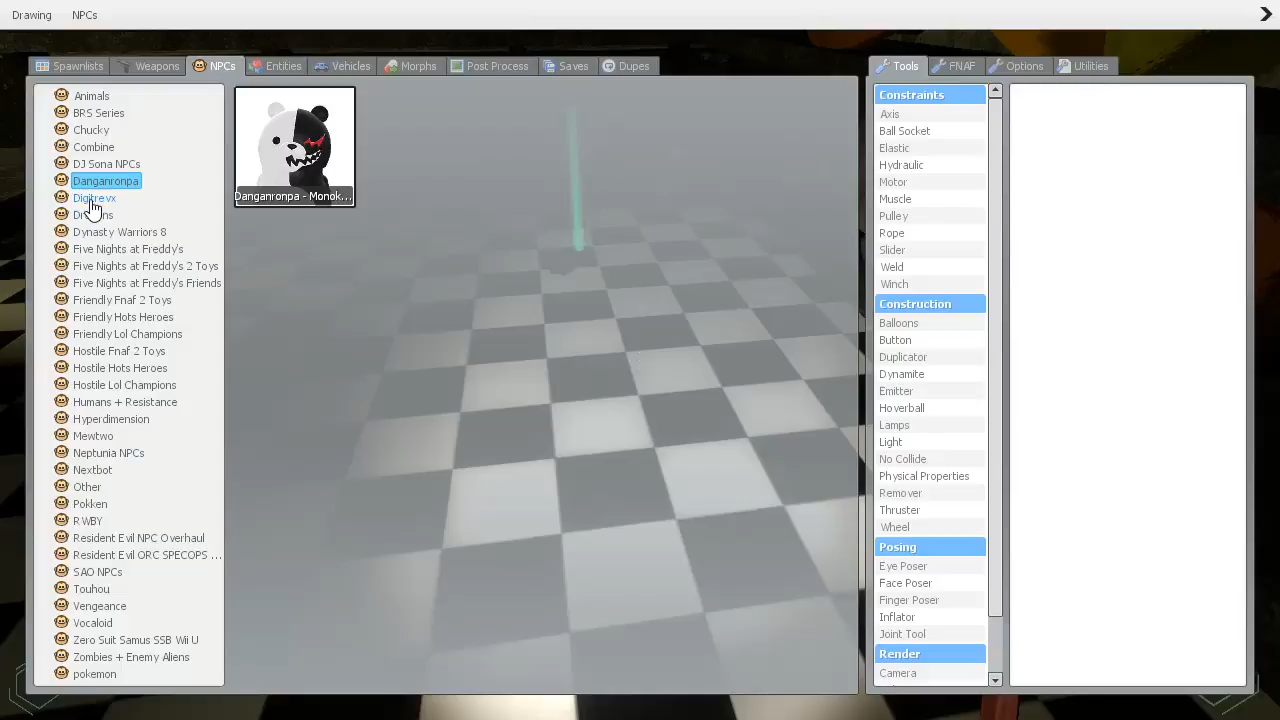 Drawing NPCs
Spawnlists Weapons NPCs Entities Vehicles Morphs Post Process Saves Dupes
Animals
BRS Series
Chucky
Combine
DJ Sona NPCs
Danganronpa
Dynasty Warriors 8
Five Nights at Freddy's
Five Nights at Freddy's 2 Toys
Five Nights at Freddy's Friends
Friendly Fnaf 2 Toys
Friendly Hots Heroes
Friendly Lol Champions
Hostile Fnaf 2 Toys
Hostile Hots Heroes
Hostile Lol Champions
Humans + Resistance
Hyperdimension
Mewtwo
Neptunia NPCs
Nextbot
Other
Pokken
RWBY
Resident Evil NPC Overhaul
Resident Evil ORC SPECOPS ...
SAO NPCs
Touhou
Vengeance
Vocaloid
Zero Suit Samus SSB Wii U
Zombies + Enemy Aliens
pokemon
Danganronpa - Monok...
Tools FNAF Options Utilities
Constraints
Axis
Ball Socket
Elastic
Hydraulic
Motor
Muscle
Pulley
Rope
Slider
Weld
Winch
Construction
Balloons
Button
Duplicator
Dynamite
Emitter
Hoverball
Lamps
Light
No Collide
Physical Properties
Remover
Thruster
Wheel
Posing
Eye Poser
Face Poser
Finger Poser
Inflator
Joint Tool
Render
Camera